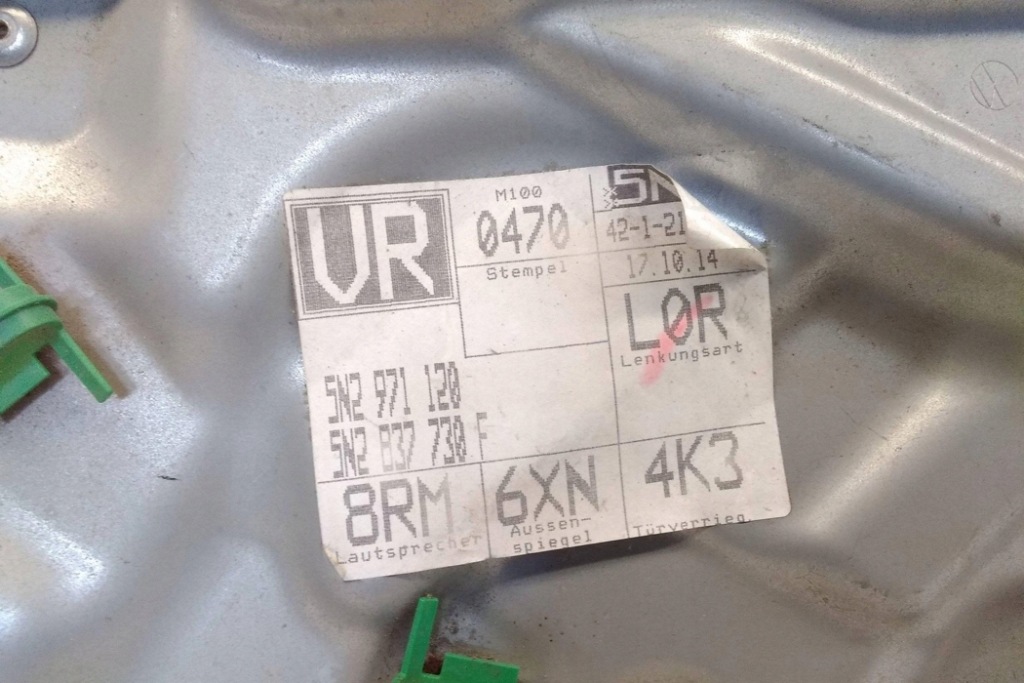 VR
M100
0470
Stempel
5N
42-1-21
17.10.14
L0R
Lenkungsart
5N2 971 120
5N2 837 730 F
8RM
Lautsprecher
6XN
Aussen-
spiegel
4K3
Türverrieg